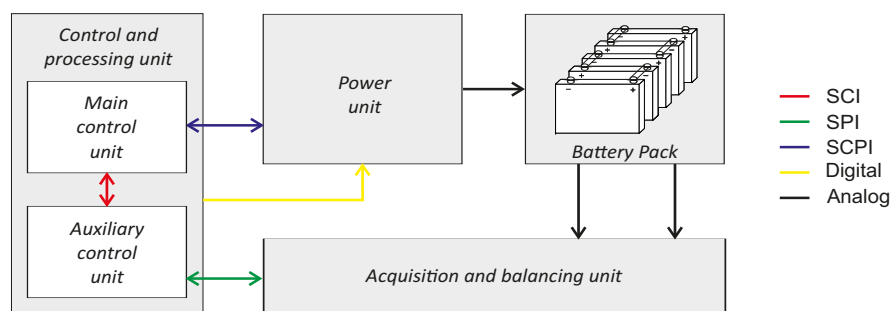 Control and
processing unit
Main
control
unit
Auxiliary
control
unit
Power
unit
Battery Pack
Acquisition and balancing unit
SCI
SPI
SCPI
Digital
Analog